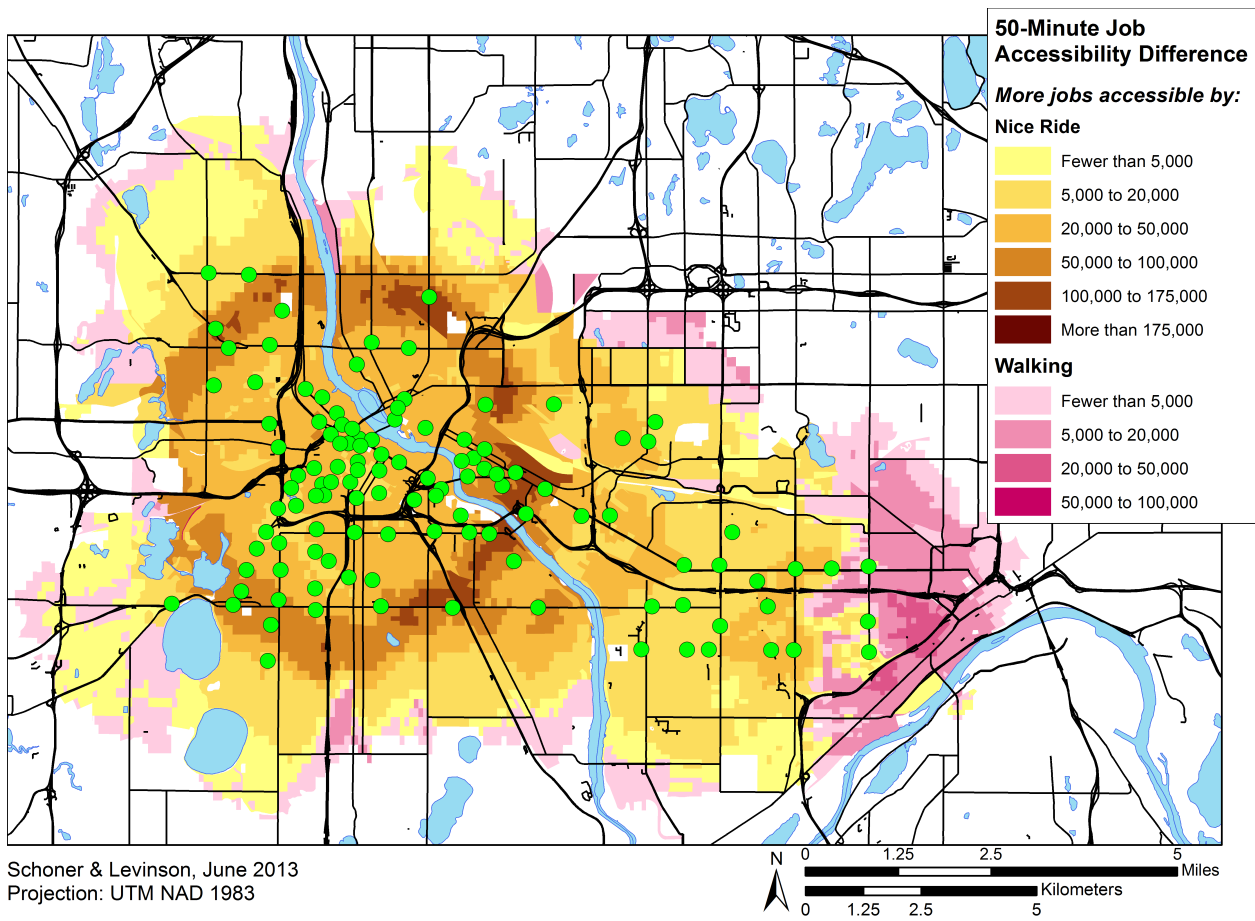 50-Minute Job
Accessibility Difference
More jobs accessible by:
Nice Ride
Fewer than 5,000
5,000 to 20,000
20,000 to 50,000
50,000 to 100,000
100,000 to 175,000
More than 175,000
Walking
Fewer than 5,000
5,000 to 20,000
20,000 to 50,000
50,000 to 100,000
Schoner & Levinson, June 2013
Projection: UTM NAD 1983
N
0 1.25 2.5 5
Miles
Kilometers
0 1.25 2.5 5